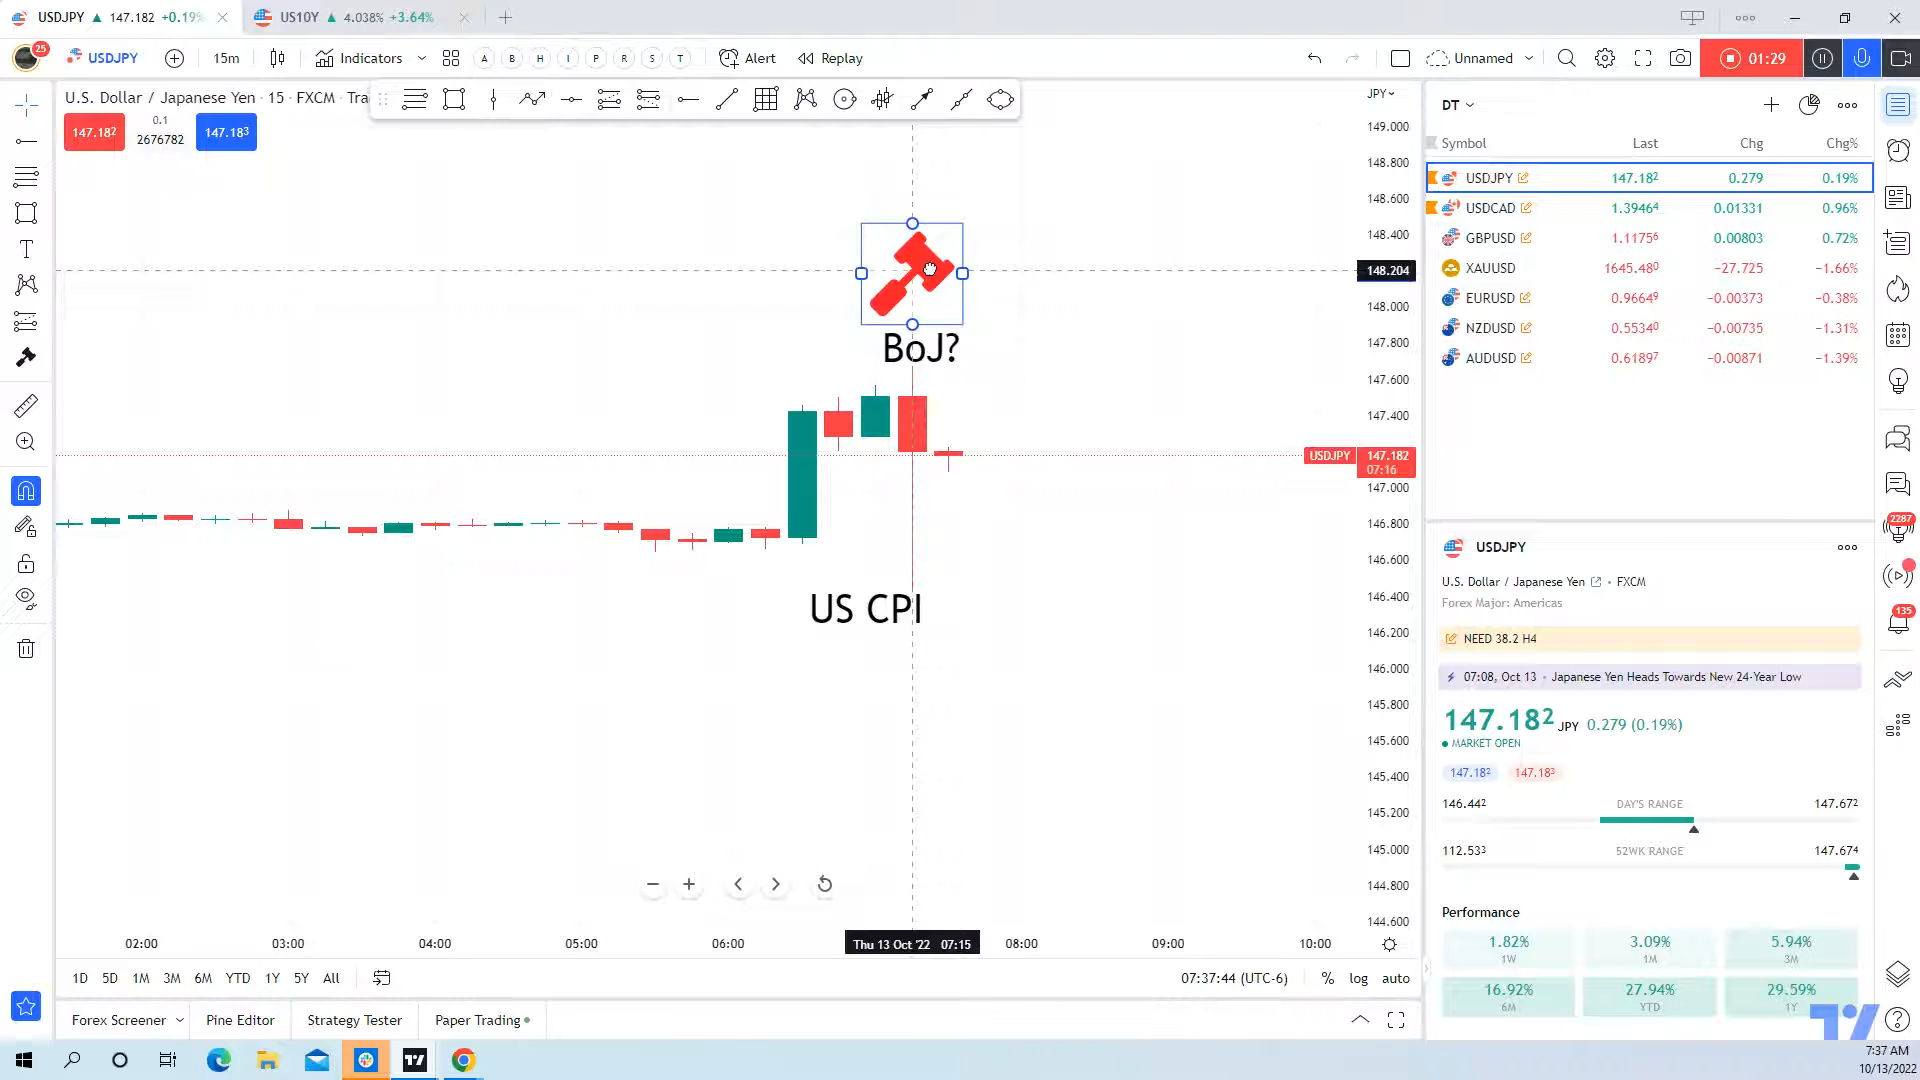 USDJPY ▲ 147.182 +0.19%
US10Y ▲ 4.038% +3.64%
25
USDJPY
15m
Indicators
A B H I P R S T
Alert
Replay
Unnamed
01:29
U.S. Dollar / Japanese Yen · 15 · FXCM · Tra
147.182
0.1
2676782
147.183
BoJ?
US CPI
JPY
149.000
148.800
148.600
148.400
148.204
148.000
147.800
147.600
147.400
USDJPY 147.182
07:16
147.000
146.800
146.600
146.400
146.200
146.000
145.800
145.600
145.400
145.200
145.000
144.800
144.600
02:00 03:00 04:00 05:00 06:00 Thu 13 Oct '22 07:15 08:00 09:00 10:00
1D 5D 1M 3M 6M YTD 1Y 5Y All
07:37:44 (UTC-6) % log auto
Forex Screener Pine Editor Strategy Tester Paper Trading
DT
Symbol Last Chg Chg%
USDJPY 147.182 0.279 0.19%
USDCAD 1.39464 0.01331 0.96%
GBPUSD 1.11756 0.00803 0.72%
XAUUSD 1645.480 −27.725 −1.66%
EURUSD 0.96649 −0.00373 −0.38%
NZDUSD 0.55340 −0.00735 −1.31%
AUDUSD 0.61897 −0.00871 −1.39%
USDJPY
U.S. Dollar / Japanese Yen · FXCM
Forex Major: Americas
NEED 38.2 H4
07:08, Oct 13 · Japanese Yen Heads Towards New 24-Year Low
147.182 JPY 0.279 (0.19%)
MARKET OPEN
147.182 147.183
146.442 DAY'S RANGE 147.672
112.533 52WK RANGE 147.674
Performance
1.82% 3.09% 5.94%
1W 1M 3M
16.92% 27.94% 29.59%
6M YTD 1Y
2287
135
7:37 AM
10/13/2022